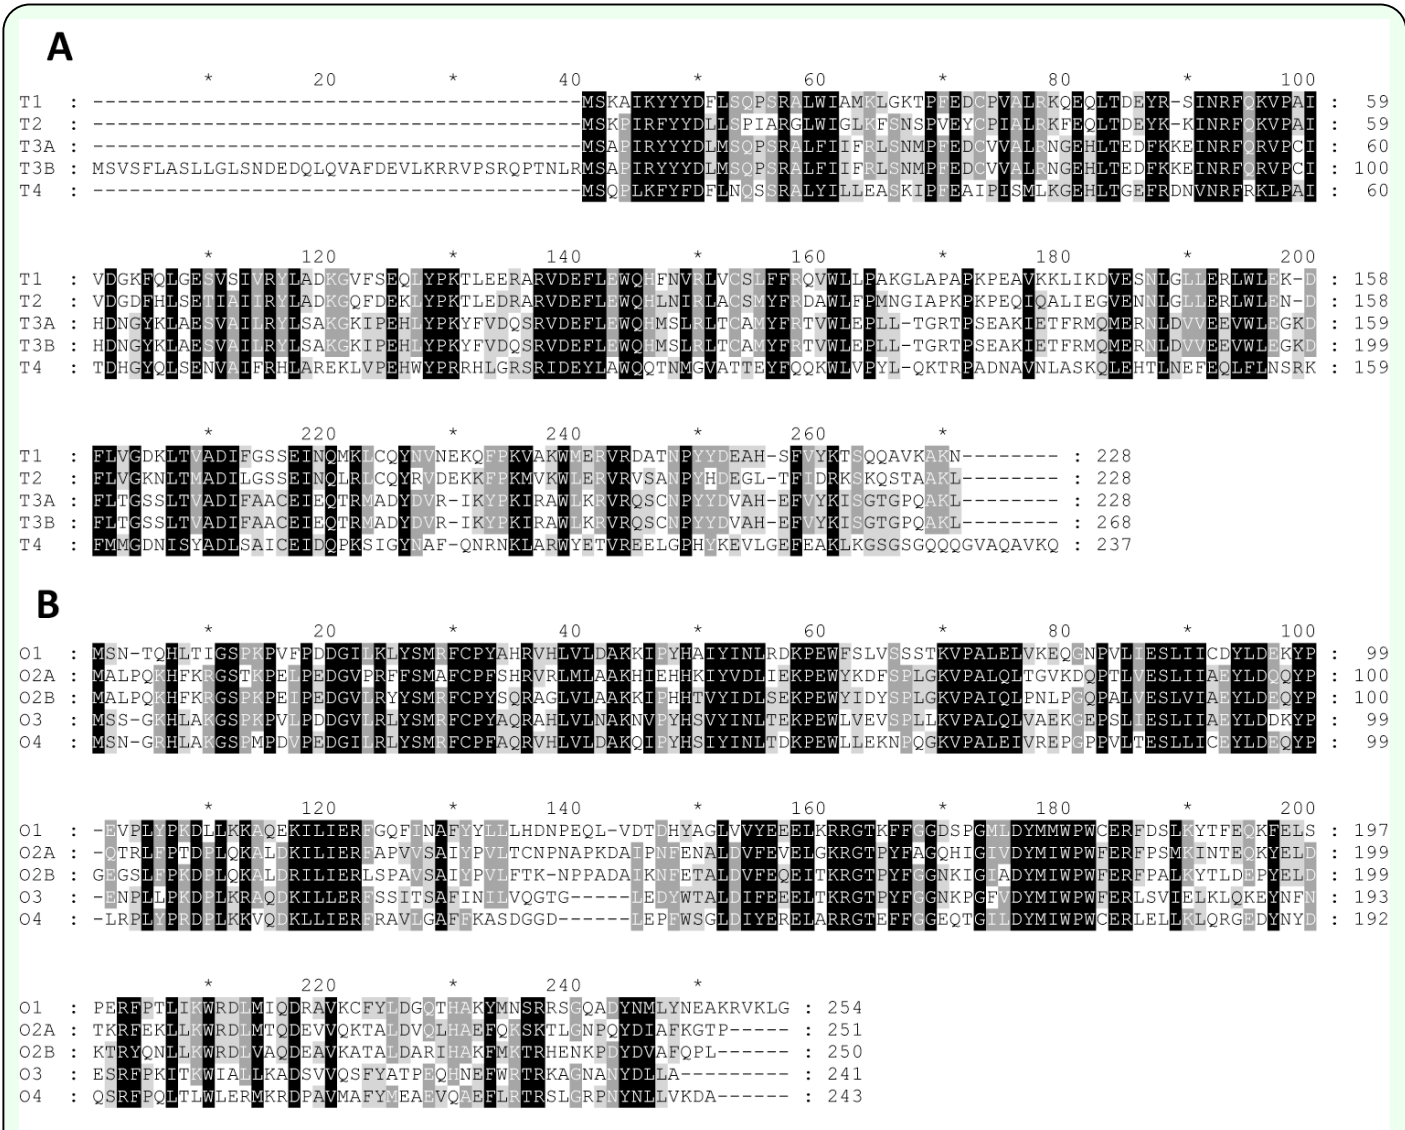 A
* 20 * 40 * 60 * 80 * 100
T1 : ----------------------------------------MSKAIKYYYDFLSQPSRALWIAMKLGKTPFEDCPVALRKQEQLTDEYR-SINRFQKVPAI : 59
T2 : ----------------------------------------MSKPIRFYYDLLSPIARGLWIGLKFSNSPVEYCPIALRKFEQLTDEYK-KINRFQKVPAI : 59
T3A : ----------------------------------------MSAPIRYYYDLMSQPSRALFIIFRLSNMPFEDCVVALRNGEHLTEDFKKEINRFQRVPCI : 60
T3B : MSVSFLASLLGLSNDEDQLQVAFDEVLKRRVPSRQPTNLRMSAPIRYYYDLMSQPSRALFIIFRLSNMPFEDCVVALRNGEHLTEDFKKEINRFQRVPCI : 100
T4 : ----------------------------------------MSQPLKFYFDFLNQSSRALYILLEASKIPFEAIPISMLKGEHLTGEFRDNVNRFRKLPAI : 60
* 120 * 140 * 160 * 180 * 200
T1 : VDGKFQLGESVSIVRYLADKGVFSEQLYPKTLEERARVDEFLEWQHFNVRLVCSLFFRQVWLLPAKGLAPAPKPEAVKKLIKDVESNLGLLERLWLEK-D : 158
T2 : VDGDFHLSETIAIIRYLADKGQFDEKLYPKTLEDRARVDEFLEWQHLNIRLACSMYFRDAWLFPMNGIAPKPKPEQIQALIEGVENNLGLLERLWLEN-D : 158
T3A : HDNGYKLAESVAILRYLSAKGKIPEHLYPKYFVDQSRVDEFLEWQHMSLRLTCAMYFRTVWLEPLL-TGRTPSEAKIETFRMQMERNLDVVEEVWLEGKD : 159
T3B : HDNGYKLAESVAILRYLSAKGKIPEHLYPKYFVDQSRVDEFLEWQHMSLRLTCAMYFRTVWLEPLL-TGRTPSEAKIETFRMQMERNLDVVEEVWLEGKD : 199
T4 : TDHGYQLSENVAIFRHLAREKLVPEHWYPRRHLGRSRIDEYLAWQQTNMGVATTEYFQQKWLVPYL-QKTRPADNAVNLASKQLEHTLNEFEQLFLNSRK : 159
* 220 * 240 * 260 *
T1 : FLVGDKLTVADIFGSSEINQMKLCQYNVNEKQFPKVAKWMERVRDATNPYYDEAH-SFVYKTSQQAVKAKN-------- : 228
T2 : FLVGKNLTMADILGSSEINQLRLCQYRVDEKKFPKMVKWLERVRVSANPYHDEGL-TFIDRKSKQSTAAKL-------- : 228
T3A : FLTGSSLTVADIFAACEIEQTRMADYDVR-IKYPKIRAWLKRVRQSCNPYYDVAH-EFVYKISGTGPQAKL-------- : 228
T3B : FLTGSSLTVADIFAACEIEQTRMADYDVR-IKYPKIRAWLKRVRQSCNPYYDVAH-EFVYKISGTGPQAKL-------- : 268
T4 : FMMGDNISYADLSAICEIDQPKSIGYNAF-QNRNKLARWYETVREELGPHYKEVLGEFEAKLKGSGSGQQQGVAQAVKQ : 237
B
* 20 * 40 * 60 * 80 * 100
O1 : MSN-TQHLTIGSPKPVFPDDGILKLYSMRFCPYAHRVHLVLDAKKIPYHAIYINLRDKPEWFSLVSSSTKVPALELVKEQGNPVLIESLIICDYLDEKYP : 99
O2A : MALPQKHFKRGSTKPELPEDGVPRFFSMAFCPFSHRVRLMLAAKHIEHHKIYVDLIEKPEWYKDFSPLGKVPALQLTGVKDQPTLVESLIIAEYLDQQYP : 100
O2B : MALPQKHFKRGSPKPEIPEDGVLRYYSMRFCPYSQRAGLVLAAKKIPHHTVYIDLSEKPEWYIDYSPLGKVPAIQLPNLPGQPALVESLVIAEYLDEQYP : 100
O3 : MSS-GKHLAKGSPKPVLPDDGVLRLYSMRFCPYAQRAHLVLNAKNVPYHSVYINLTEKPEWLVEVSPLLKVPALQLVAEKGEPSLIESLIIAEYLDDKYP : 99
O4 : MSN-GRHLAKGSPMPDVPEDGILRLYSMRFCPFAQRVHLVLDAKQIPYHSIYINLTDKPEWLLEKNPQGKVPALEIVREPGPPVLTESLLICEYLDEQYP : 99
* 120 * 140 * 160 * 180 * 200
O1 : -EVPLYPKDLLKKAQEKILIERFGQFINAFYYLLLHDNPEQL-VDTDHYAGLVVYEEELKRRGTKFFGGDSPGMLDYMMWPWCERFDSLKYTFEQKFELS : 197
O2A : -QTRLFPTDPLQKALDKILIERFAPVVSAIYPVLTCNPNAPKDAIPNFENALDVFEVELGKRGTPYFAGQHIGIVDYMIWPWFERFPSMKINTEQKYELD : 199
O2B : GEGSLFPKDPLQKALDRILIERLSPAVSAIYPVLFTK-NPPADAIKNFETALDVFEQEITKRGTPYFGGNKIGIADYMIWPWFERFPALKYTLDEPYELD : 199
O3 : -ENPLLPKDPLKRAQDKILLERFSSITSAFINILVQGTG-----LEDYWTALDIFEEELTKRGTPYFGGNKPGFVDYMIWPWFERLSVIELKLQKEYNFN : 193
O4 : -LRPLYPRDPLKKVQDKLLIERFRAVLGAFFKASDGGD------LEPFWSGLDIYERELARRGTEFFGGEQTGILDYMIWPWCERLELLKLQRGEDYNYD : 192
* 220 * 240 *
O1 : PERFPTLIKWRDLMIQDRAVKCFYLDGQTHAKYMNSRRSGQADYNMLYNEAKRVKLG : 254
O2A : TKRFEKLLKWRDLMTQDEVVQKTALDVQLHAEFQKSKTLGNPQYDIAFKGTP----- : 251
O2B : KTRYQNLLKWRDLVAQDEAVKATALDARIHAKFMKTRHENKPDYDVAFQPL------ : 250
O3 : ESRFPKITKWIALLKADSVVQSFYATPEQHNEFWRTRKAGNANYDLLA--------- : 241
O4 : QSRFPQLTLWLERMKRDPAVMAFYMEAEVQAEFLRTRSLGRPNYNLLVKDA------ : 243